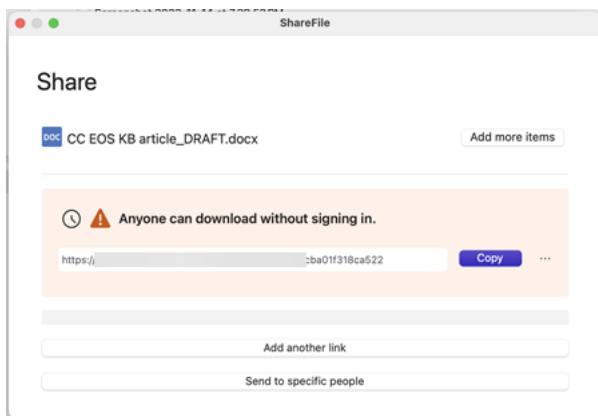 ShareFile
Share
DOC CC EOS KB article_DRAFT.docx Add more items
Anyone can download without signing in.
https:/ cba01f318ca522 Copy ...
Add another link
Send to specific people